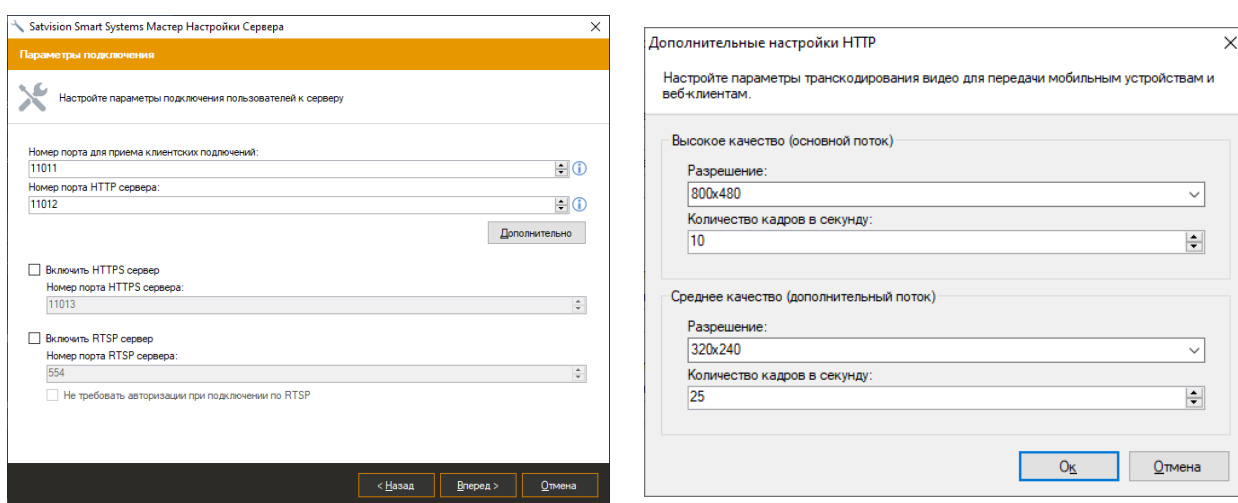 Satvision Smart Systems Мастер Настройки Сервера
Параметры подключения
Настройте параметры подключения пользователей к серверу
Номер порта для приема клиентских подлючений:
11011
Номер порта HTTP сервера:
11012
Дополнительно
Включить HTTPS сервер
Номер порта HTTPS сервера:
11013
Включить RTSP сервер
Номер порта RTSP сервера:
554
Не требовать авторизации при подключении по RTSP
< Назад
Вперед >
Отмена
Дополнительные настройки HTTP
Настройте параметры транскодирования видео для передачи мобильным устройствам и
веб-клиентам.
Высокое качество (основной поток)
Разрешение:
800x480
Количество кадров в секунду:
10
Среднее качество (дополнительный поток)
Разрешение:
320x240
Количество кадров в секунду:
25
Ок
Отмена